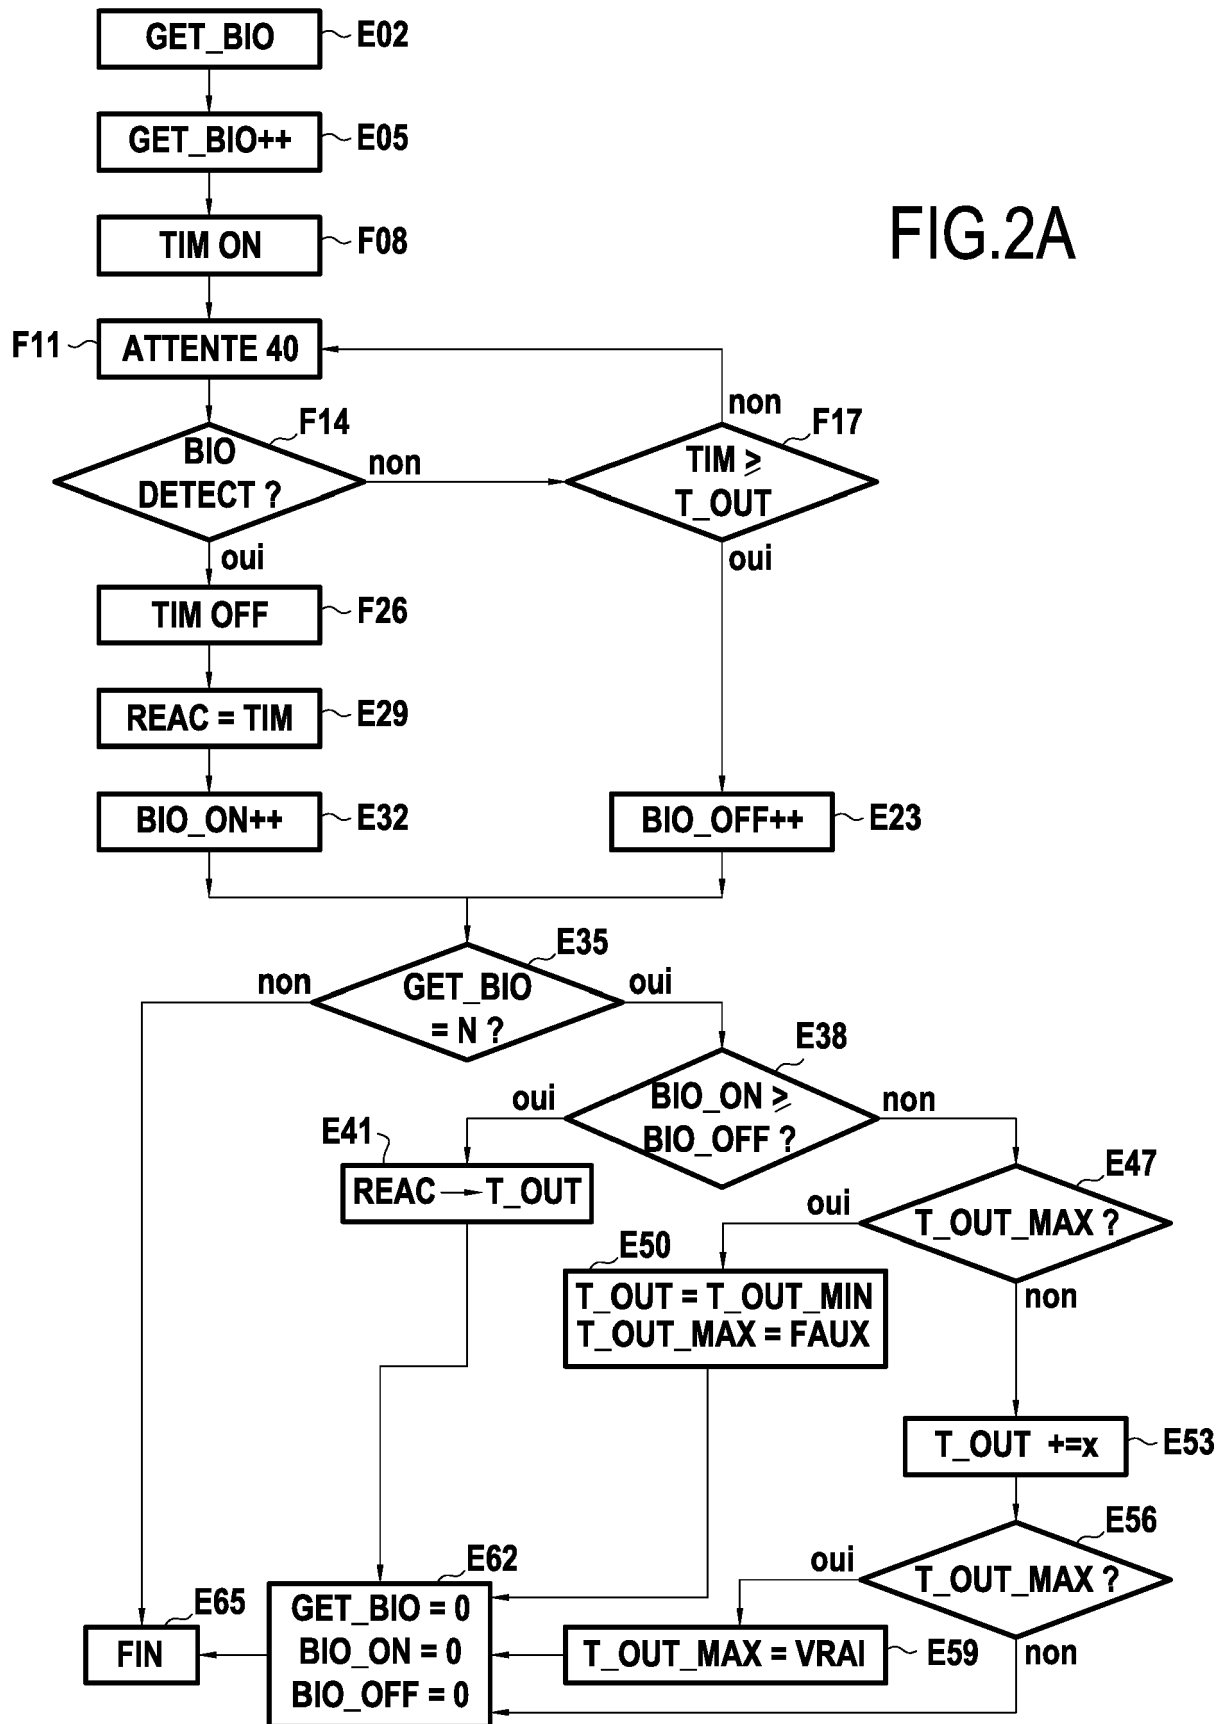 GET_BIO
E02
GET_BIO++
E05
TIM ON
F08
FIG.2A
F11
ATTENTE 40
non
F14
F17
BIO
DETECT ?
non
TIM ≥
T_OUT
oui
oui
TIM OFF
F26
REAC = TIM
E29
BIO_ON++
E32
BIO_OFF++
E23
E35
non
GET_BIO
= N ?
oui
E38
oui
BIO_ON ≥
BIO_OFF ?
non
E41
REAC → T_OUT
E47
oui
T_OUT_MAX ?
E50
T_OUT = T_OUT_MIN
T_OUT_MAX = FAUX
non
T_OUT +=x
E53
E56
oui
T_OUT_MAX ?
E62
GET_BIO = 0
BIO_ON = 0
BIO_OFF = 0
E65
FIN
T_OUT_MAX = VRAI
E59
non